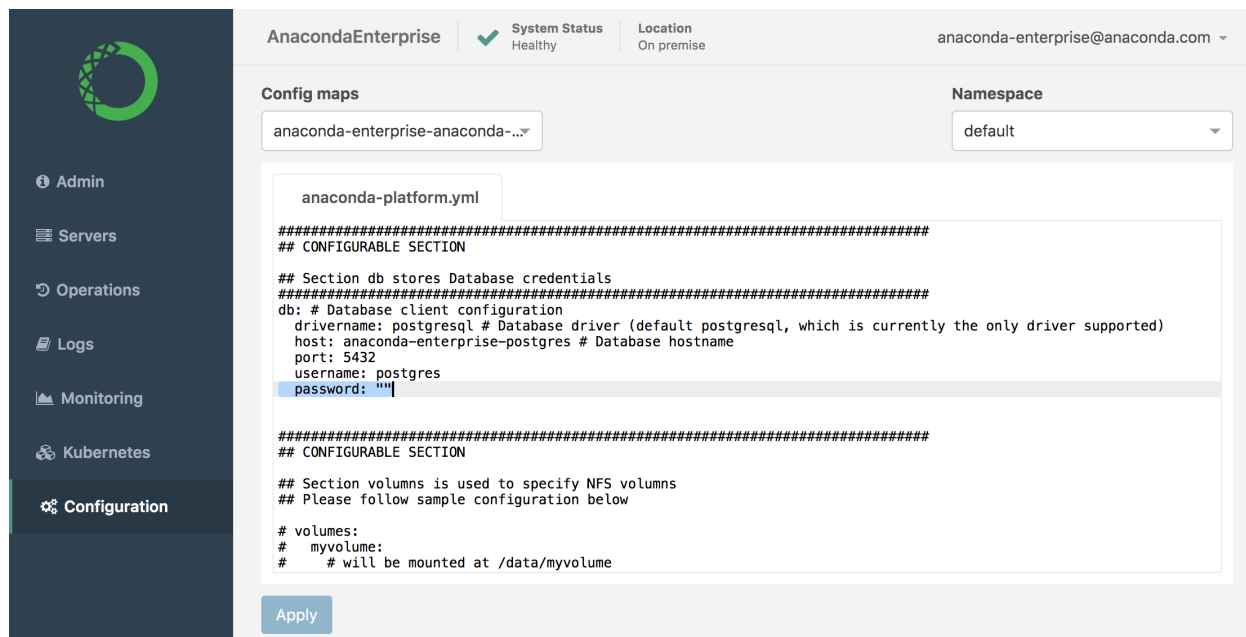 AnacondaEnterprise
System Status
Healthy
Location
On premise
anaconda-enterprise@anaconda.com
Admin
Servers
Operations
Logs
Monitoring
Kubernetes
Configuration
Config maps
anaconda-enterprise-anaconda-...
Namespace
default
anaconda-platform.yml
################################################################################
## CONFIGURABLE SECTION
## Section db stores Database credentials
################################################################################
db: # Database client configuration
  drivername: postgresql # Database driver (default postgresql, which is currently the only driver supported)
  host: anaconda-enterprise-postgres # Database hostname
  port: 5432
  username: postgres
  password: ""
################################################################################
## CONFIGURABLE SECTION
## Section volumns is used to specify NFS volumns
## Please follow sample configuration below
# volumes:
#   myvolume:
#     # will be mounted at /data/myvolume
Apply